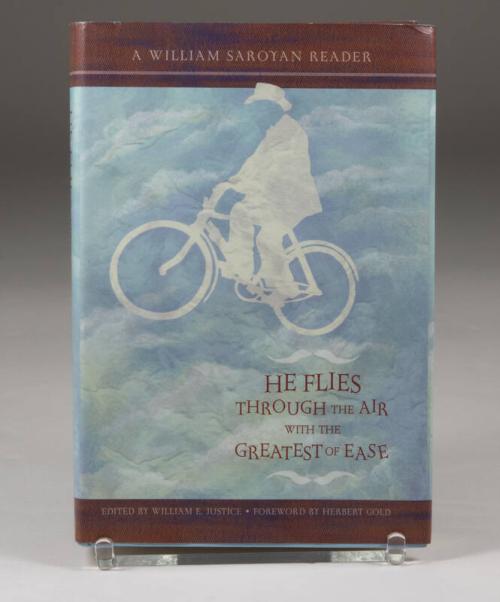 A WILLIAM SAROYAN READER
HE FLIES
THROUGH THE AIR
WITH THE
GREATEST OF EASE
EDITED BY WILLIAM E. JUSTICE • FOREWORD BY HERBERT GOLD